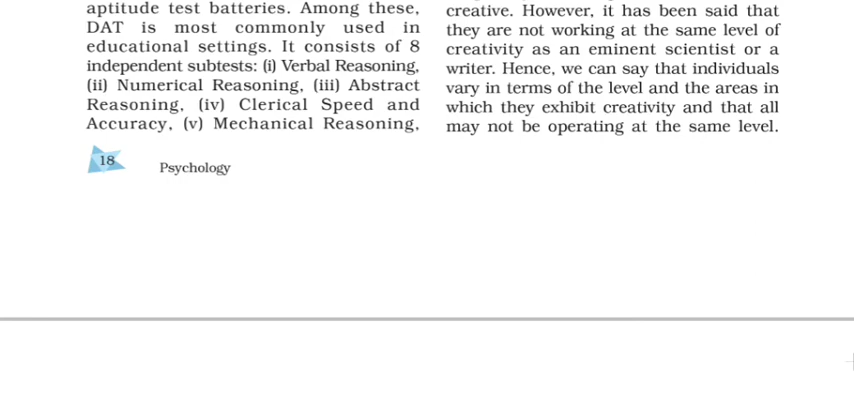 aptitude test batteries. Among these,
DAT is most commonly used in
educational settings. It consists of 8
independent subtests: (i) Verbal Reasoning,
(ii) Numerical Reasoning, (iii) Abstract
Reasoning, (iv) Clerical Speed and
Accuracy, (v) Mechanical Reasoning,
creative. However, it has been said that
they are not working at the same level of
creativity as an eminent scientist or a
writer. Hence, we can say that individuals
vary in terms of the level and the areas in
which they exhibit creativity and that all
may not be operating at the same level.
18
Psychology